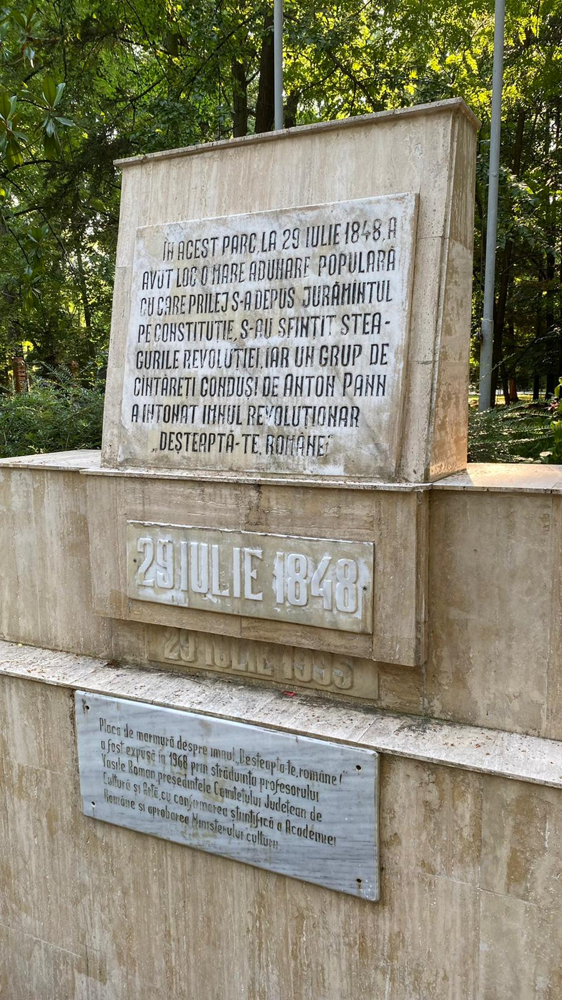 ÎN ACEST PARC, LA 29 IULIE 1848, A
AVUT LOC O MARE ADUNARE POPULARĂ
CU CARE PRILEJ S-A DEPUS JURĂMÎNTUL
PE CONSTITUȚIE, S-AU SFINȚIT STEA-
GURILE REVOLUȚIEI, IAR UN GRUP DE
CÎNTĂREȚI CONDUȘI DE ANTON PANN
A INTONAT IMNUL REVOLUȚIONAR
„DEȘTEAPTĂ-TE, ROMÂNE!"
29 IULIE 1848
29 IULIE 1995
Placa de marmură despre imnul „Deșteaptă-te, române!"
a fost expusă în 1968 prin străduința profesorului
Vasile Roman, președintele Comitetului Județean de
Cultură și Artă, cu confirmarea științifică a Academiei
Române și aprobarea Ministerului culturii.